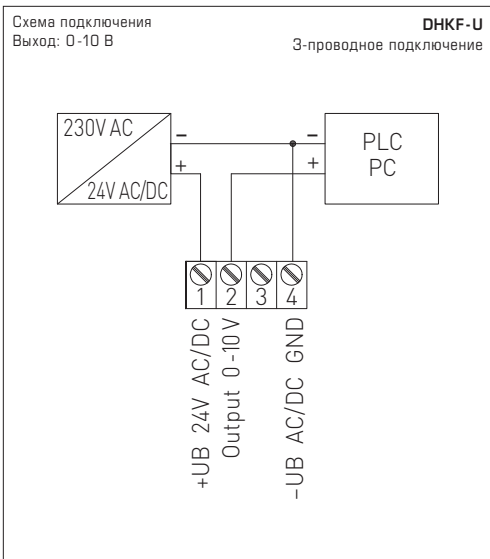 Схема подключения
Выход: 0-10 В
DHKF-U
3-проводное подключение
230V AC
24V AC/DC
–
+
–
+
PLC
PC
1
2
3
4
+UB 24V AC/DC
Output 0-10V
–UB AC/DC GND